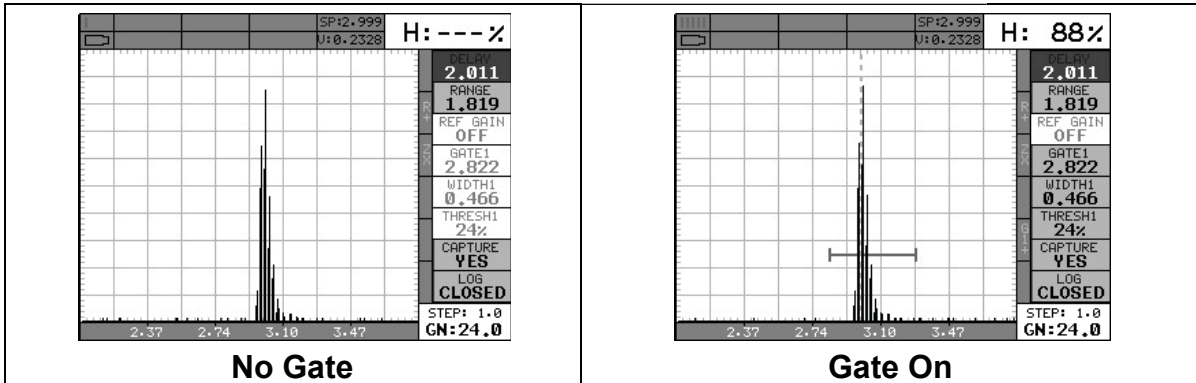 SP:2.999
V:0.2328
H:---%
DELAY
2.011
RANGE
1.819
REF GAIN
OFF
GATE1
2.822
WIDTH1
0.466
THRESH1
24%
CAPTURE
YES
LOG
CLOSED
STEP: 1.0
GN:24.0
R+
ZX
2.37 2.74 3.10 3.47
No Gate
SP:2.999
V:0.2328
H: 88%
DELAY
2.011
RANGE
1.819
REF GAIN
OFF
GATE1
2.822
WIDTH1
0.466
THRESH1
24%
CAPTURE
YES
LOG
CLOSED
STEP: 1.0
GN:24.0
R+
ZX
G1+
2.37 2.74 3.10 3.47
Gate On